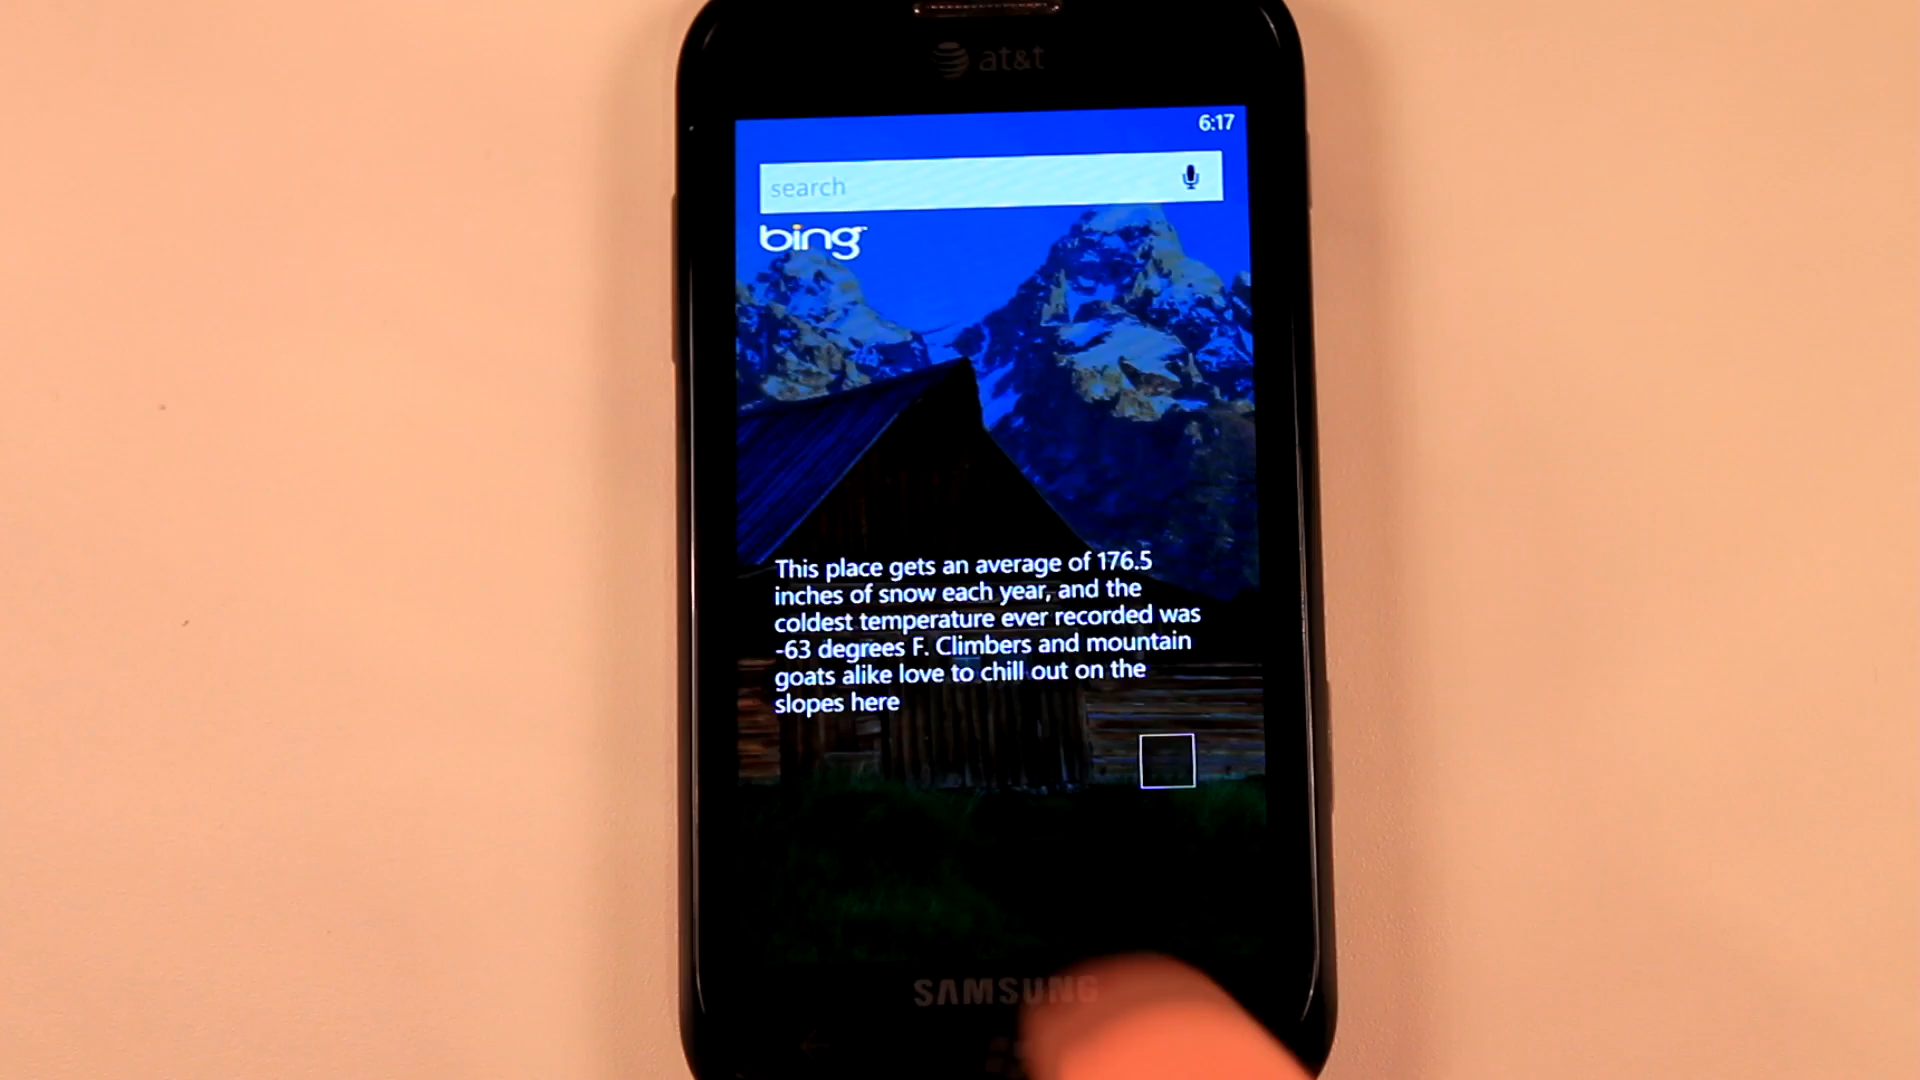 at&t
6:17
search
bing
This place gets an average of 176.5
inches of snow each year, and the
coldest temperature ever recorded was
-63 degrees F. Climbers and mountain
goats alike love to chill out on the
slopes here
SAMSUNG